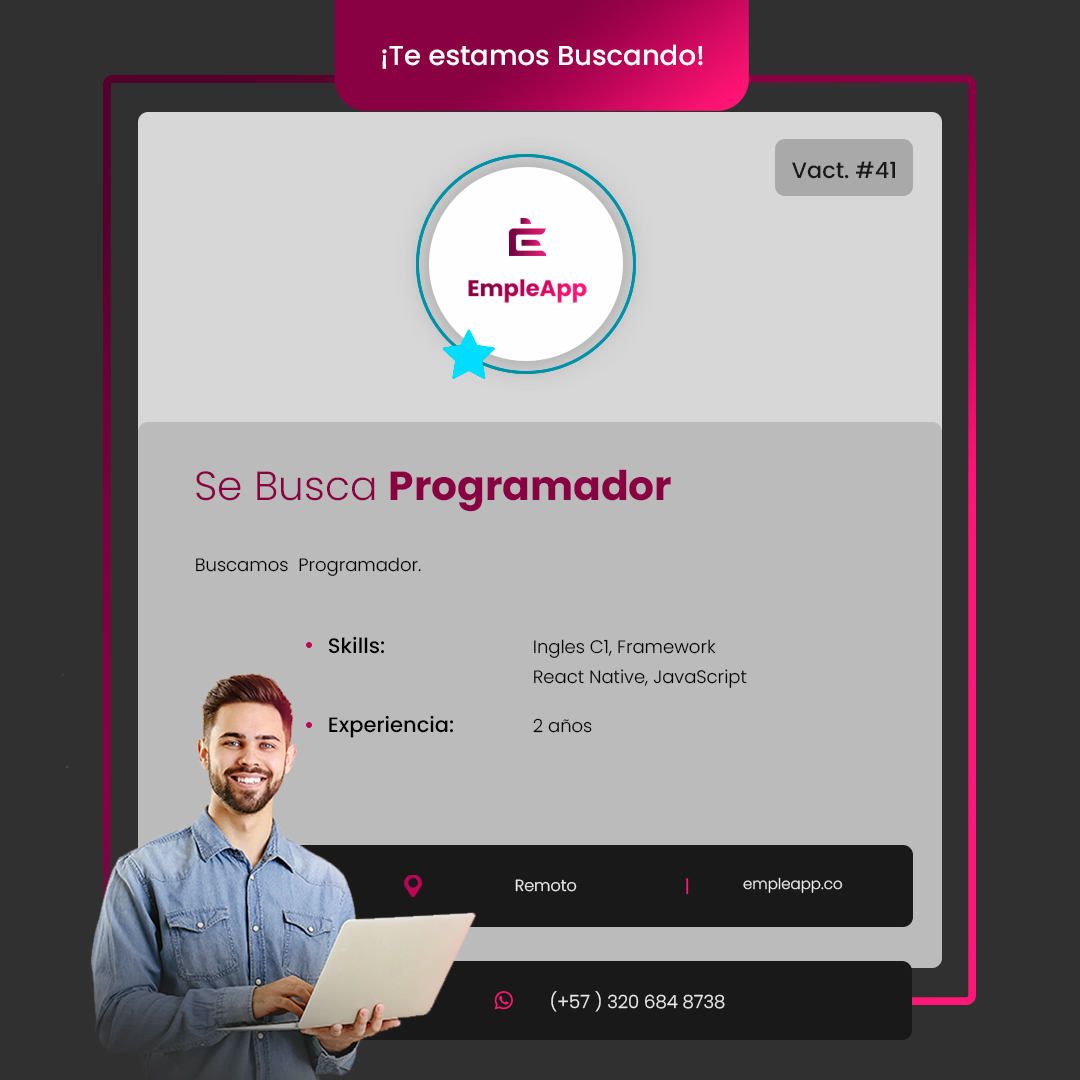 ¡Te estamos Buscando!
Vact. #41
EmpleApp
Se Busca Programador
Buscamos Programador.
• Skills: Ingles C1, Framework
React Native, JavaScript
• Experiencia: 2 años
Remoto | empleapp.co
(+57 ) 320 684 8738